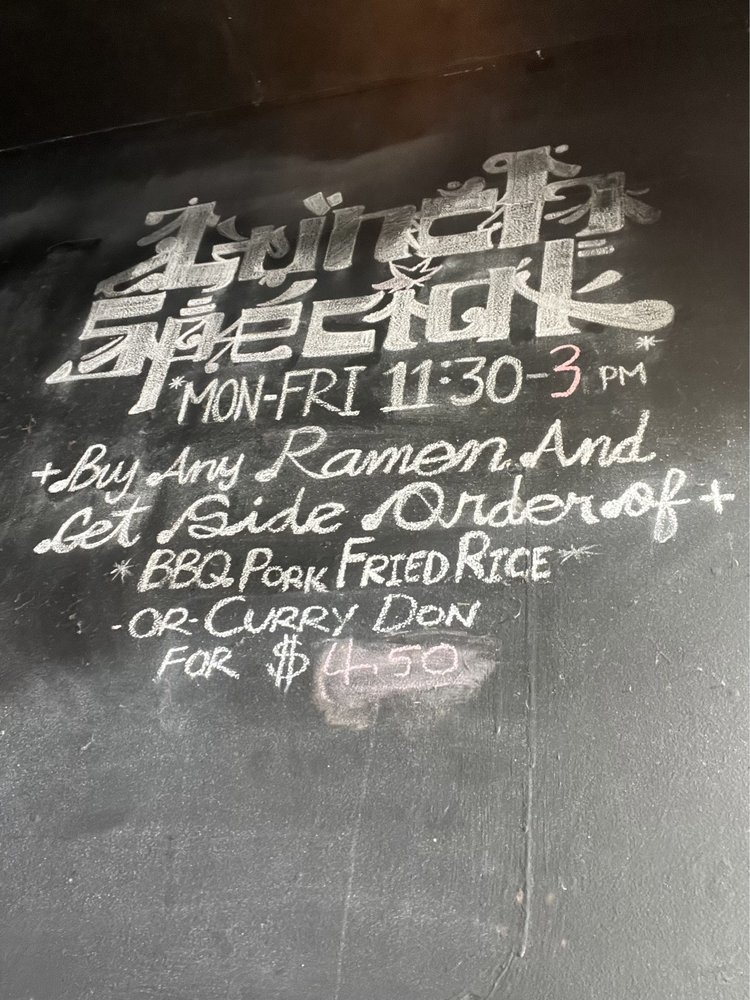 Lunch
Special
*MON-FRI 11:30-3 PM*
+Buy Any Ramen And
Get Side Order of+
*BBQ PORK FRIED RICE*
-OR-CURRY DON
FOR $4.50